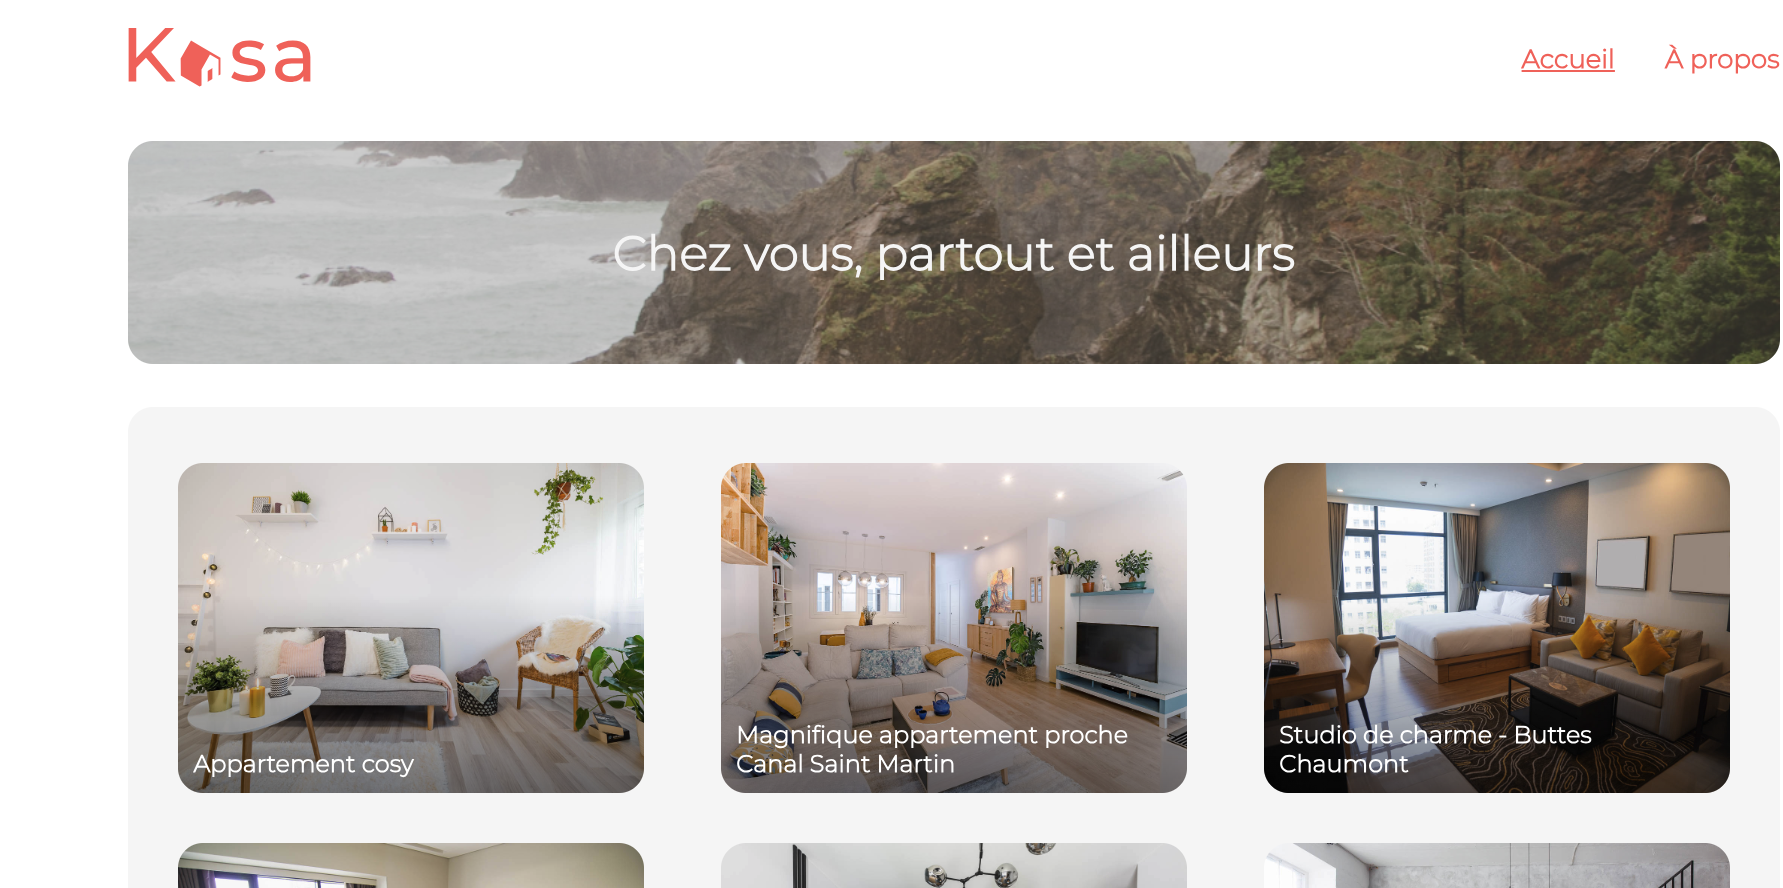 Kasa
Accueil
À propos
Chez vous, partout et ailleurs
Appartement cosy
Magnifique appartement proche
Canal Saint Martin
Studio de charme - Buttes
Chaumont